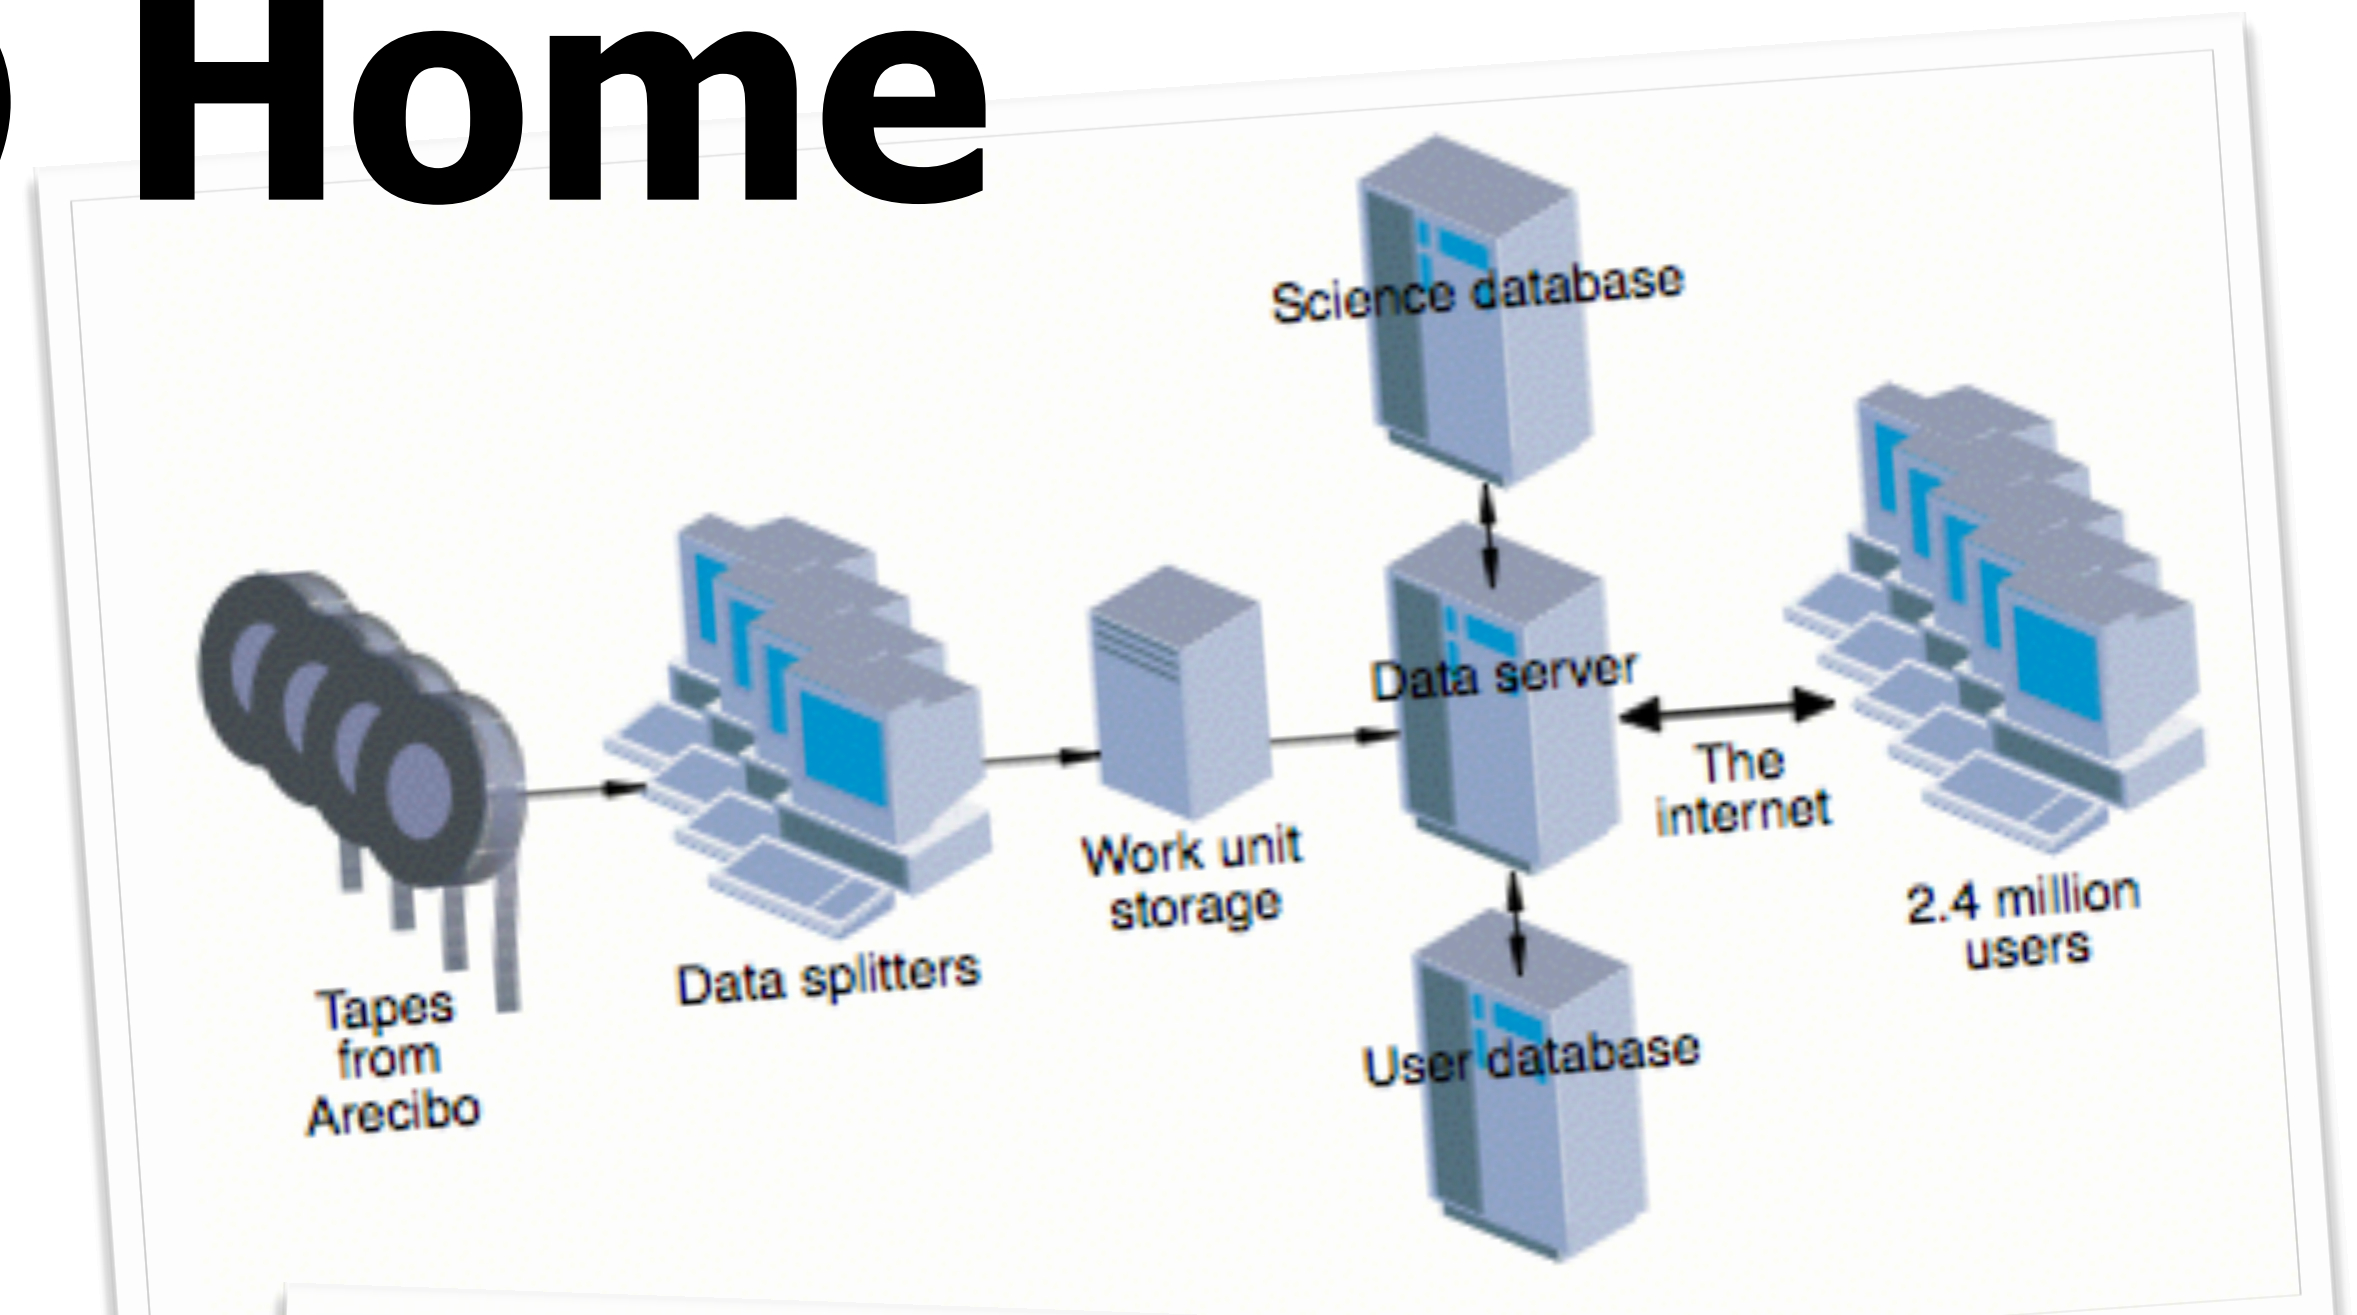 Home
Science database
Data server
The
internet
Work unit
storage
2.4 million
users
Data splitters
Tapes
from
Arecibo
User database